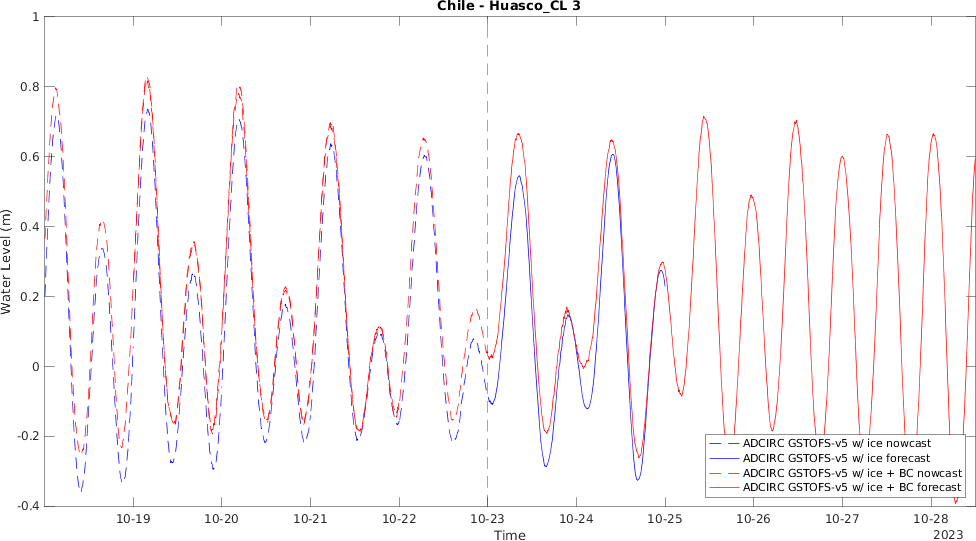 Chile - Huasco_CL 3
Water Level (m)
1
0.8
0.6
0.4
0.2
0
-0.2
-0.4
ADCIRC GSTOFS-v5 w/ ice nowcast
ADCIRC GSTOFS-v5 w/ ice forecast
ADCIRC GSTOFS-v5 w/ ice + BC nowcast
ADCIRC GSTOFS-v5 w/ ice + BC forecast
10-19 10-20 10-21 10-22 10-23 10-24 10-25 10-26 10-27 10-28
Time
2023